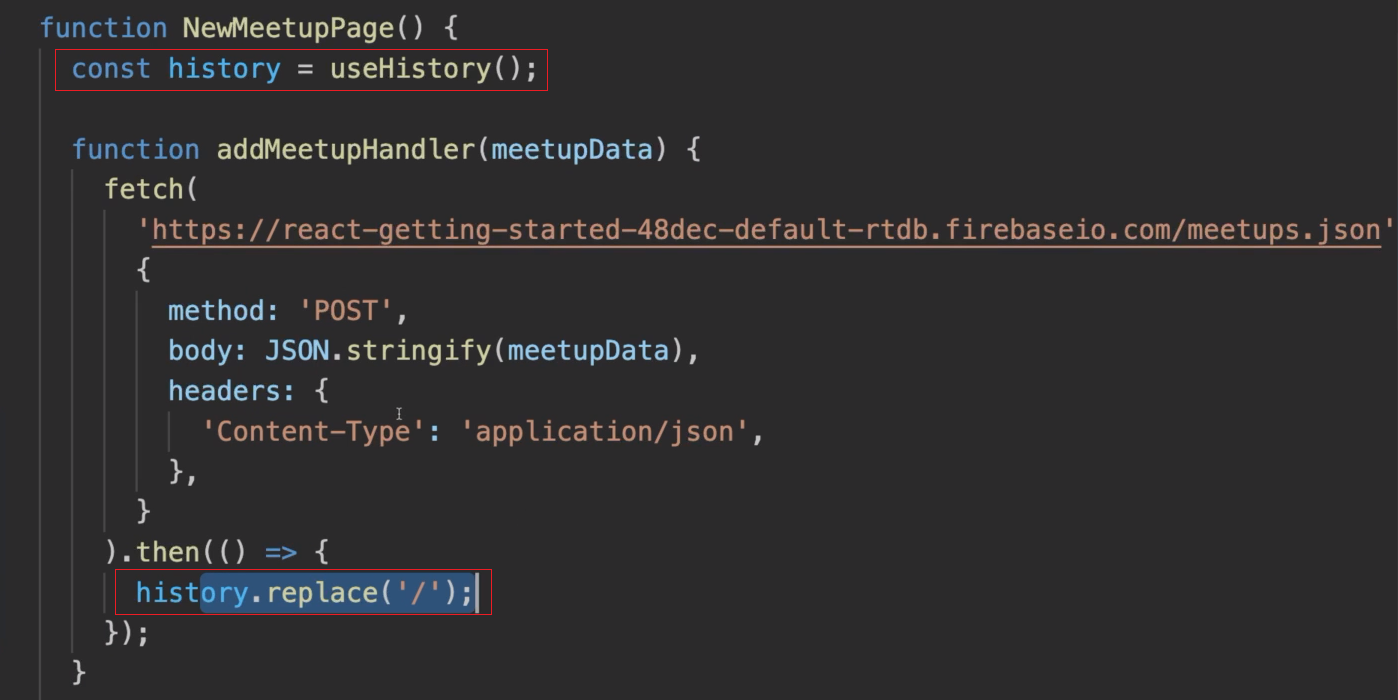 function NewMeetupPage() {
const history = useHistory();
function addMeetupHandler(meetupData) {
fetch(
'https://react-getting-started-48dec-default-rtdb.firebaseio.com/meetups.json'
{
method: 'POST',
body: JSON.stringify(meetupData),
headers: {
'Content-Type': 'application/json',
},
}
).then(() => {
history.replace('/');
});
}